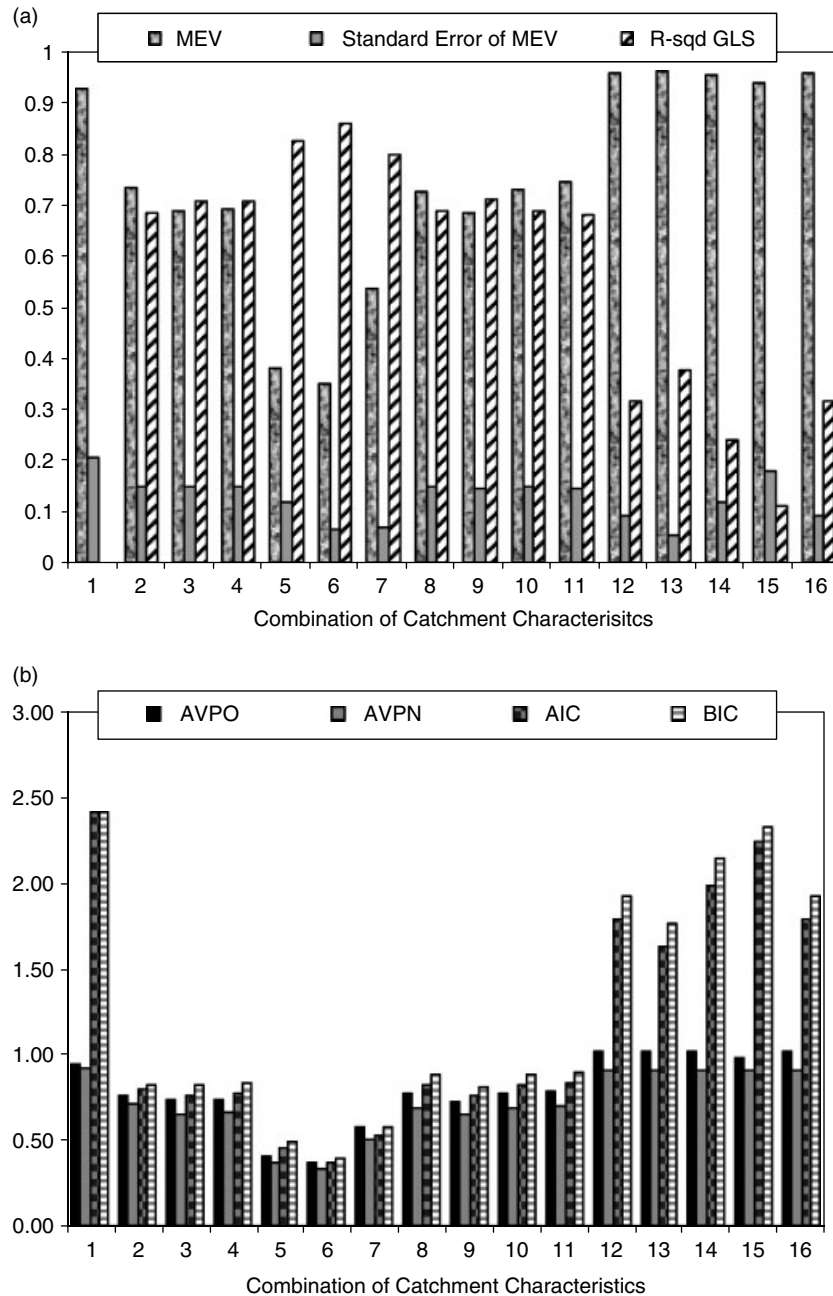 (a)
MEV Standard Error of MEV R-sqd GLS
1
0.9
0.8
0.7
0.6
0.5
0.4
0.3
0.2
0.1
0
1 2 3 4 5 6 7 8 9 10 11 12 13 14 15 16
Combination of Catchment Characterisitcs
(b)
AVPO AVPN AIC BIC
3.00
2.50
2.00
1.50
1.00
0.50
0.00
1 2 3 4 5 6 7 8 9 10 11 12 13 14 15 16
Combination of Catchment Characteristics